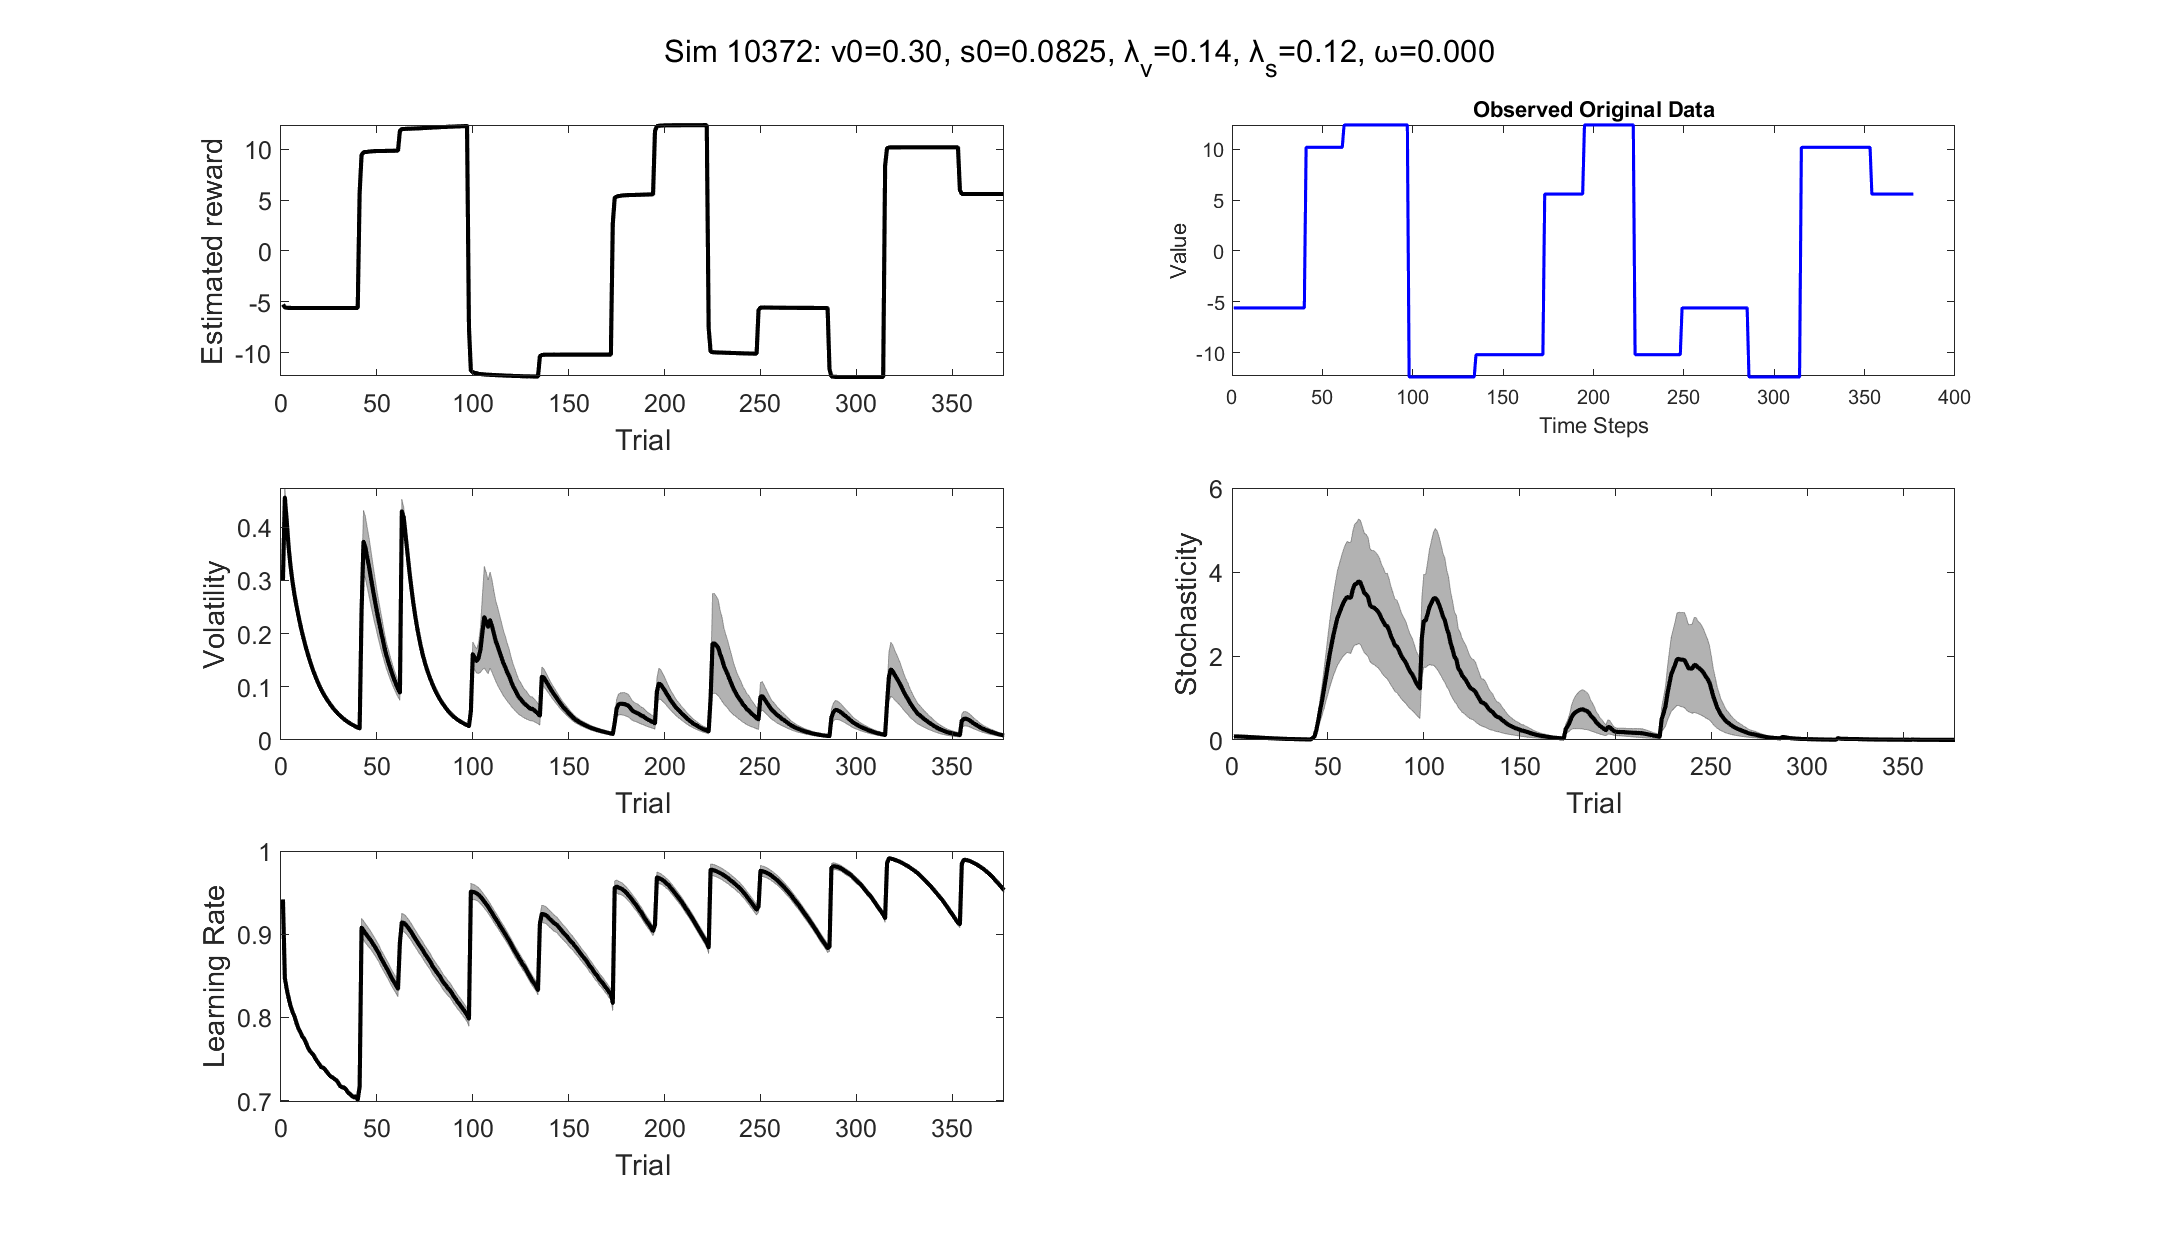 Sim 10372: v0=0.30, s0=0.0825, λv=0.14, λs=0.12, ω=0.000
Estimated reward
10
5
0
-5
-10
0 50 100 150 200 250 300 350
Trial
Observed Original Data
Value
10
5
0
-5
-10
0 50 100 150 200 250 300 350 400
Time Steps
Volatility
0.4
0.3
0.2
0.1
0
0 50 100 150 200 250 300 350
Trial
Stochasticity
6
4
2
0
0 50 100 150 200 250 300 350
Trial
Learning Rate
1
0.9
0.8
0.7
0 50 100 150 200 250 300 350
Trial